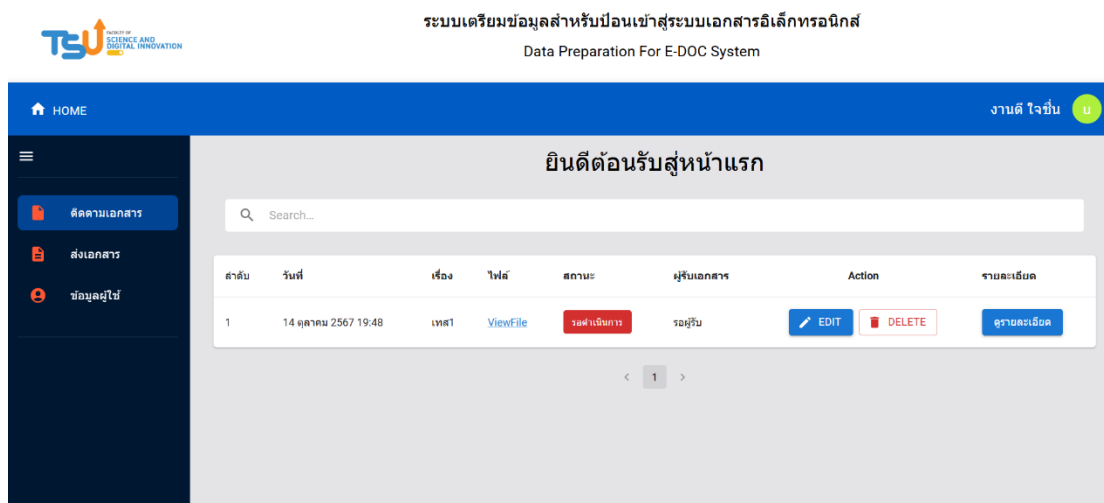 ระบบเตรียมข้อมูลสำหรับป้อนเข้าสู่ระบบเอกสารอิเล็กทรอนิกส์
Data Preparation For E-DOC System
TSU
FACULTY OF
SCIENCE AND
DIGITAL INNOVATION
HOME
งานดี ใจชื่น
u
ยินดีต้อนรับสู่หน้าแรก
ติดตามเอกสาร
ส่งเอกสาร
ข้อมูลผู้ใช้
Search...
ลำดับ วันที่ เรื่อง ไฟล์ สถานะ ผู้รับเอกสาร Action รายละเอียด
1 14 ตุลาคม 2567 19:48 เทส1 ViewFile รอดำเนินการ รอผู้รับ EDIT DELETE ดูรายละเอียด
< 1 >